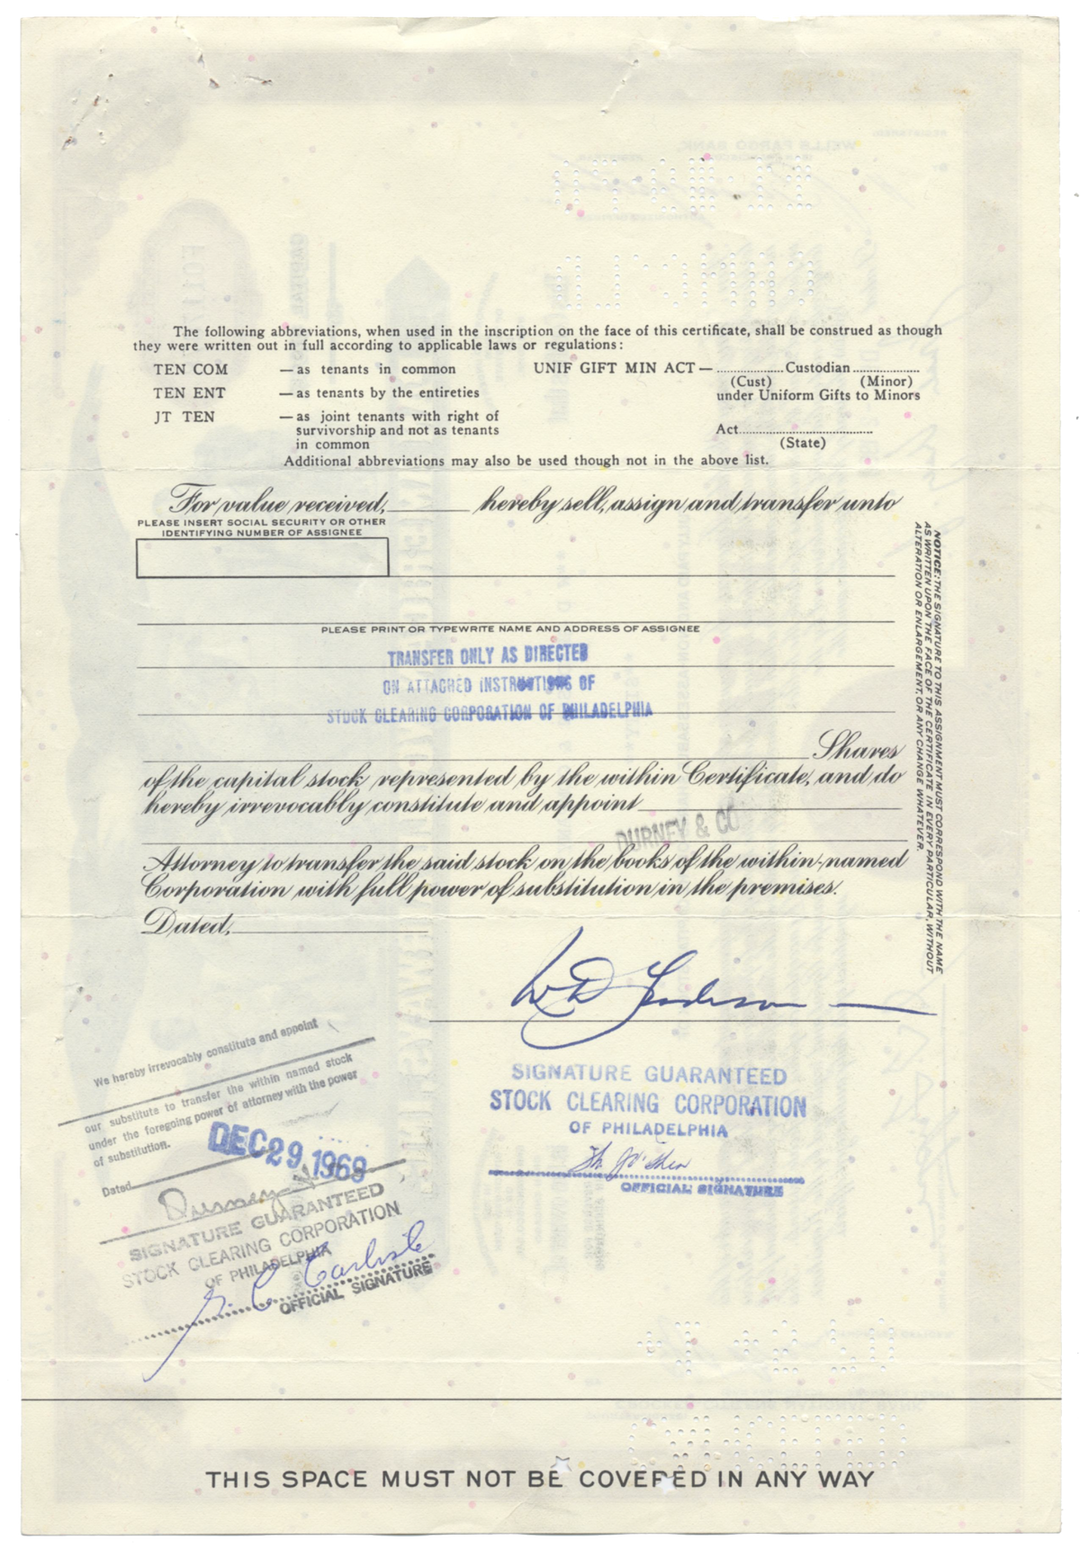 WELLS FARGO BANK
The following abbreviations, when used in the inscription on the face of this certificate, shall be construed as though
they were written out in full according to applicable laws or regulations:
TEN COM — as tenants in common
TEN ENT — as tenants by the entireties
JT TEN — as joint tenants with right of
survivorship and not as tenants
in common
UNIF GIFT MIN ACT — .................. Custodian ..................
(Cust) (Minor)
under Uniform Gifts to Minors
Act....................................
(State)
Additional abbreviations may also be used though not in the above list.
For value received, ______ hereby sell, assign and transfer unto
PLEASE INSERT SOCIAL SECURITY OR OTHER
IDENTIFYING NUMBER OF ASSIGNEE
PLEASE PRINT OR TYPEWRITE NAME AND ADDRESS OF ASSIGNEE
TRANSFER ONLY AS DIRECTED
ON ATTACHED INSTRUCTIONS OF
STOCK CLEARING CORPORATION OF PHILADELPHIA
Shares
of the capital stock represented by the within Certificate, and do
hereby irrevocably constitute and appoint
DURNEY & CO
Attorney to transfer the said stock on the books of the within-named
Corporation with full power of substitution in the premises.
Dated,
NOTICE: THE SIGNATURE TO THIS ASSIGNMENT MUST CORRESPOND WITH THE NAME
AS WRITTEN UPON THE FACE OF THE CERTIFICATE IN EVERY PARTICULAR, WITHOUT
ALTERATION OR ENLARGEMENT, OR ANY CHANGE WHATEVER.
SIGNATURE GUARANTEED
STOCK CLEARING CORPORATION
OF PHILADELPHIA
OFFICIAL SIGNATURE
We hereby irrevocably constitute and appoint
our substitute to transfer the within named stock
under the foregoing power of attorney with the power
of substitution.
DEC 29 1969
Dated
Durney
SIGNATURE GUARANTEED
STOCK CLEARING CORPORATION
OF PHILADELPHIA
Carlisle
OFFICIAL SIGNATURE
THIS SPACE MUST NOT BE COVERED IN ANY WAY